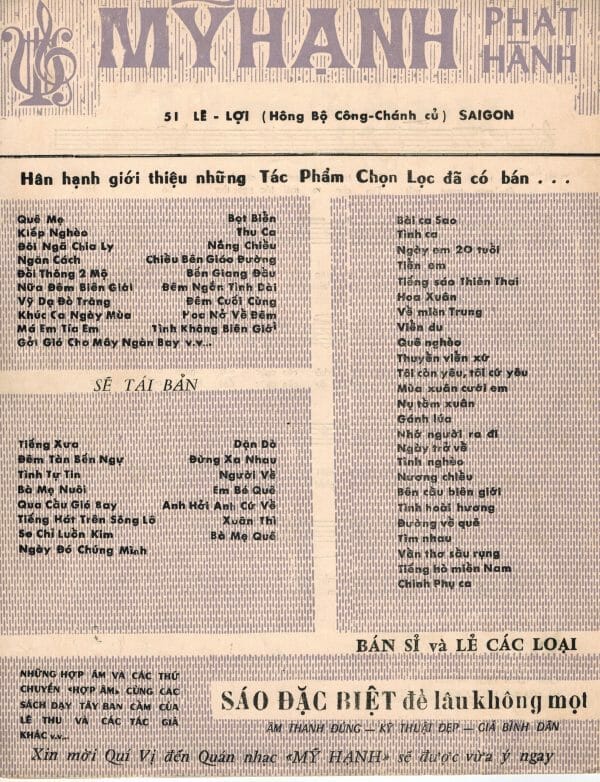 MỸ HẠNH PHÁT HÀNH
51 LÊ - LỢI (Hông Bộ Công-Chánh củ) SAIGON
Hân hạnh giới thiệu những Tác Phẩm Chọn Lọc đã có bán . . .
Quê Mẹ Bọt Biển
Kiếp Nghèo Thu Ca
Đôi Ngã Chia Ly Nắng Chiều
Ngăn Cách Chiều Bên Giáo Đường
Đồi Thông 2 Mộ Bến Giang Đầu
Nữa Đêm Biên Giới Đêm Ngắn Tình Dài
Vỹ Dạ Đò Trăng Đêm Cuối Cùng
Khúc Ca Ngày Mùa Hoa Nở Về Đêm
Má Em Tía Em Tình Không Biên Giới
Gởi Gió Cho Mây Ngàn Bay v.v...
SẼ TÁI BẢN
Tiếng Xưa Dặn Dò
Đêm Tàn Bến Ngự Đừng Xa Nhau
Tình Tự Tin Người Về
Bà Mẹ Nuôi Em Bé Quê
Qua Cầu Gió Bay Anh Hởi Anh Cứ Về
Tiếng Hát Trên Sông Lô Xuân Thì
Se Chỉ Luồn Kim Bà Mẹ Quê
Ngày Đó Chúng Mình
Bài ca Sao
Tình ca
Ngày em 20 tuổi
Tiễn em
Tiếng sáo Thiên Thai
Hoa Xuân
Về miền Trung
Viễn du
Quê nghèo
Thuyền viễn xứ
Tôi còn yêu, tôi cứ yêu
Mùa xuân cưới em
Nụ tầm xuân
Gánh lúa
Nhớ người ra đi
Ngày trở về
Tình nghèo
Nương chiều
Bên cầu biên giới
Tình hoài hương
Đường về quê
Tìm nhau
Vần thơ sầu rụng
Tiếng hò miền Nam
Chinh Phụ ca
BÁN SỈ và LẺ CÁC LOẠI
SÁO ĐẶC BIỆT để lâu không mọt
ÂM THANH ĐÚNG — KỸ THUẬT ĐẸP — GIÁ BÌNH DÂN
NHỮNG HỢP ÂM VÀ CÁC THỨ
CHUYỂN «HỢP ÂM» CÙNG CÁC
SÁCH DẠY TÂY BAN CẦM CỦA
LÊ THU VÀ CÁC TÁC GIẢ
KHÁC v.v...
Xin mời Quí Vị đến Quán nhạc «MỸ HẠNH» sẽ được vừa ý ngay